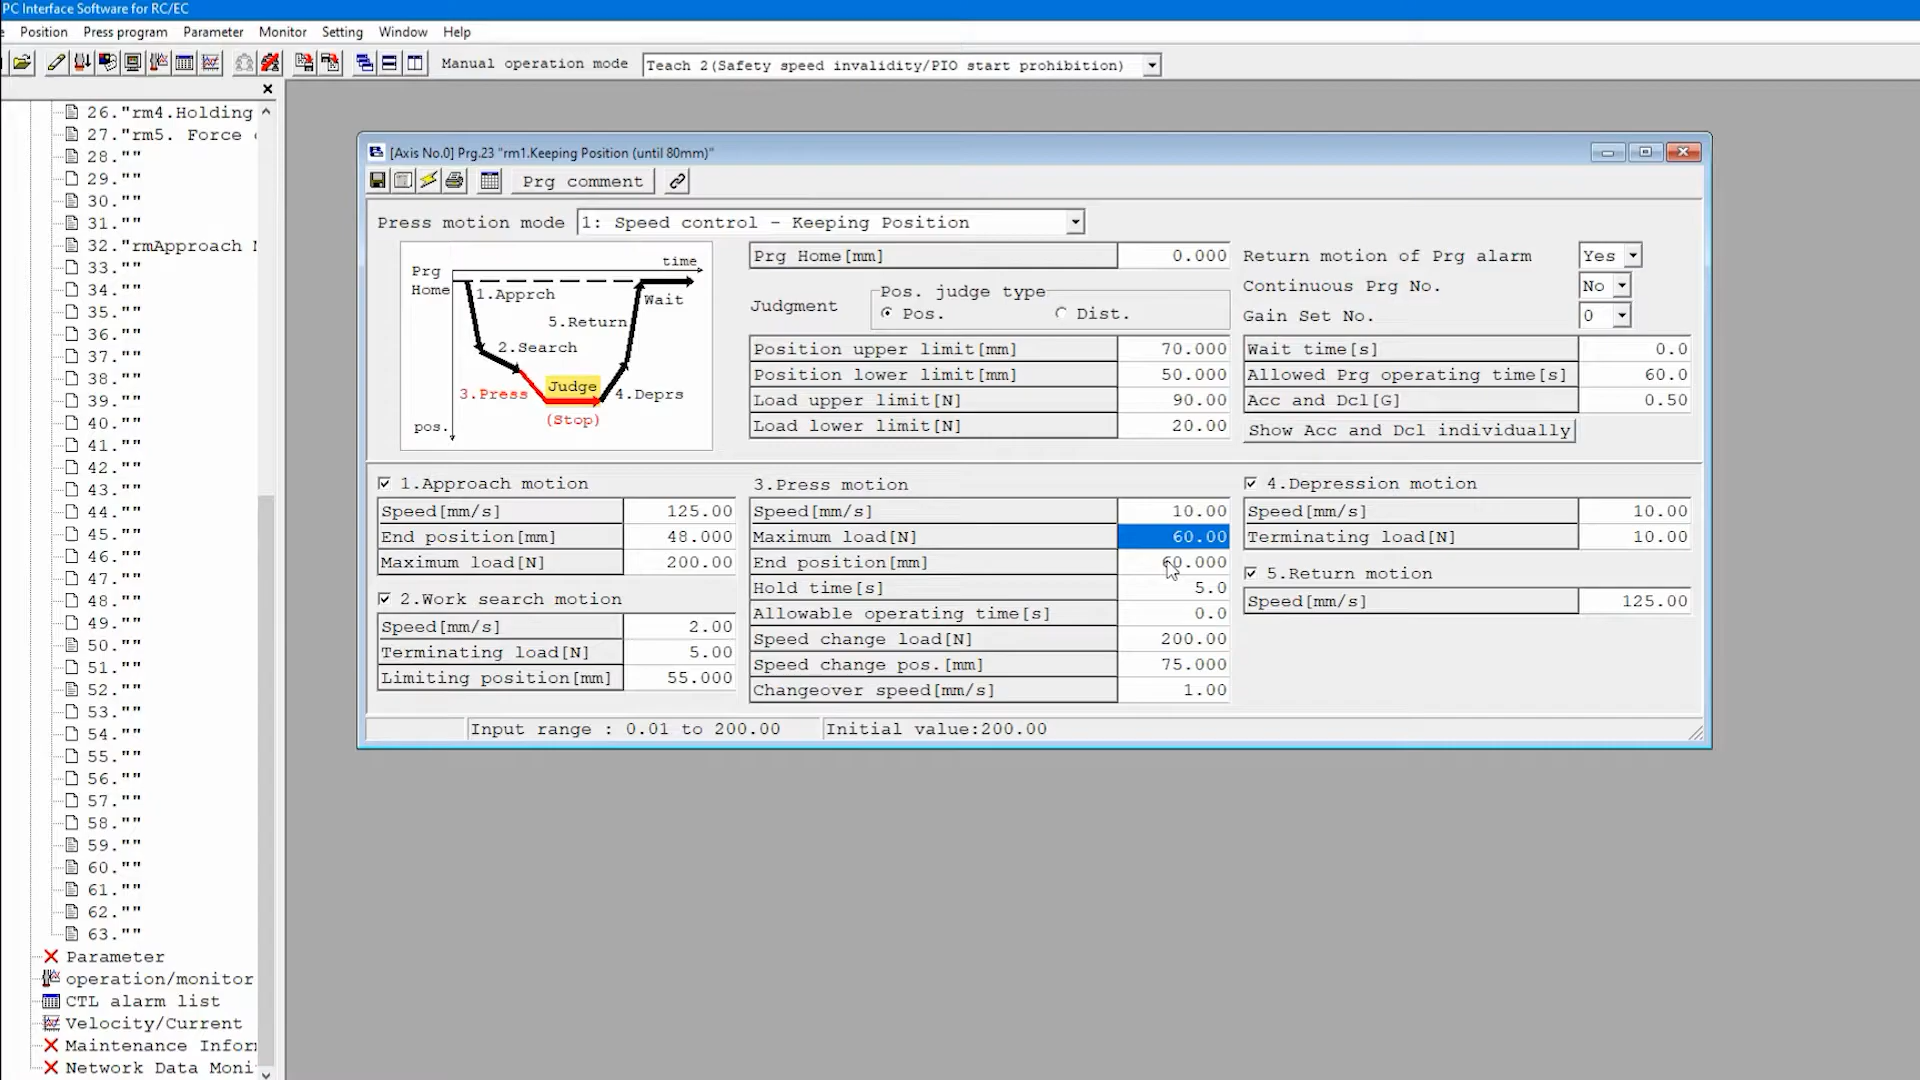 PC Interface Software for RC/EC
Position Press program Parameter Monitor Setting Window Help
Manual operation mode Teach 2(Safety speed invalidity/PIO start prohibition)
26."rm4.Holding
27."rm5. Force
28.""
29.""
30.""
31.""
32."rmApproach
33.""
34.""
35.""
36.""
37.""
38.""
39.""
40.""
41.""
42.""
43.""
44.""
45.""
46.""
47.""
48.""
49.""
50.""
51.""
52.""
53.""
54.""
55.""
56.""
57.""
58.""
59.""
60.""
61.""
62.""
63.""
Parameter
operation/monitor
CTL alarm list
Velocity/Current
Maintenance Infor
Network Data Moni
[Axis No.0] Prg.23 "rm1.Keeping Position (until 80mm)"
Prg comment
Press motion mode 1: Speed control - Keeping Position
Prg Home
time
1.Apprch
Wait
5.Return
2.Search
Judge
3.Press
4.Deprs
(Stop)
pos.
Prg Home[mm] 0.000
Judgment
Pos. judge type
Pos. Dist.
Position upper limit[mm] 70.000
Position lower limit[mm] 50.000
Load upper limit[N] 90.00
Load lower limit[N] 20.00
Return motion of Prg alarm Yes
Continuous Prg No. No
Gain Set No. 0
Wait time[s] 0.0
Allowed Prg operating time[s] 60.0
Acc and Dcl[G] 0.50
Show Acc and Dcl individually
1.Approach motion
Speed[mm/s] 125.00
End position[mm] 48.000
Maximum load[N] 200.00
2.Work search motion
Speed[mm/s] 2.00
Terminating load[N] 5.00
Limiting position[mm] 55.000
3.Press motion
Speed[mm/s] 10.00
Maximum load[N] 60.00
End position[mm] 60.000
Hold time[s] 5.0
Allowable operating time[s] 0.0
Speed change load[N] 200.00
Speed change pos.[mm] 75.000
Changeover speed[mm/s] 1.00
4.Depression motion
Speed[mm/s] 10.00
Terminating load[N] 10.00
5.Return motion
Speed[mm/s] 125.00
Input range : 0.01 to 200.00 Initial value:200.00